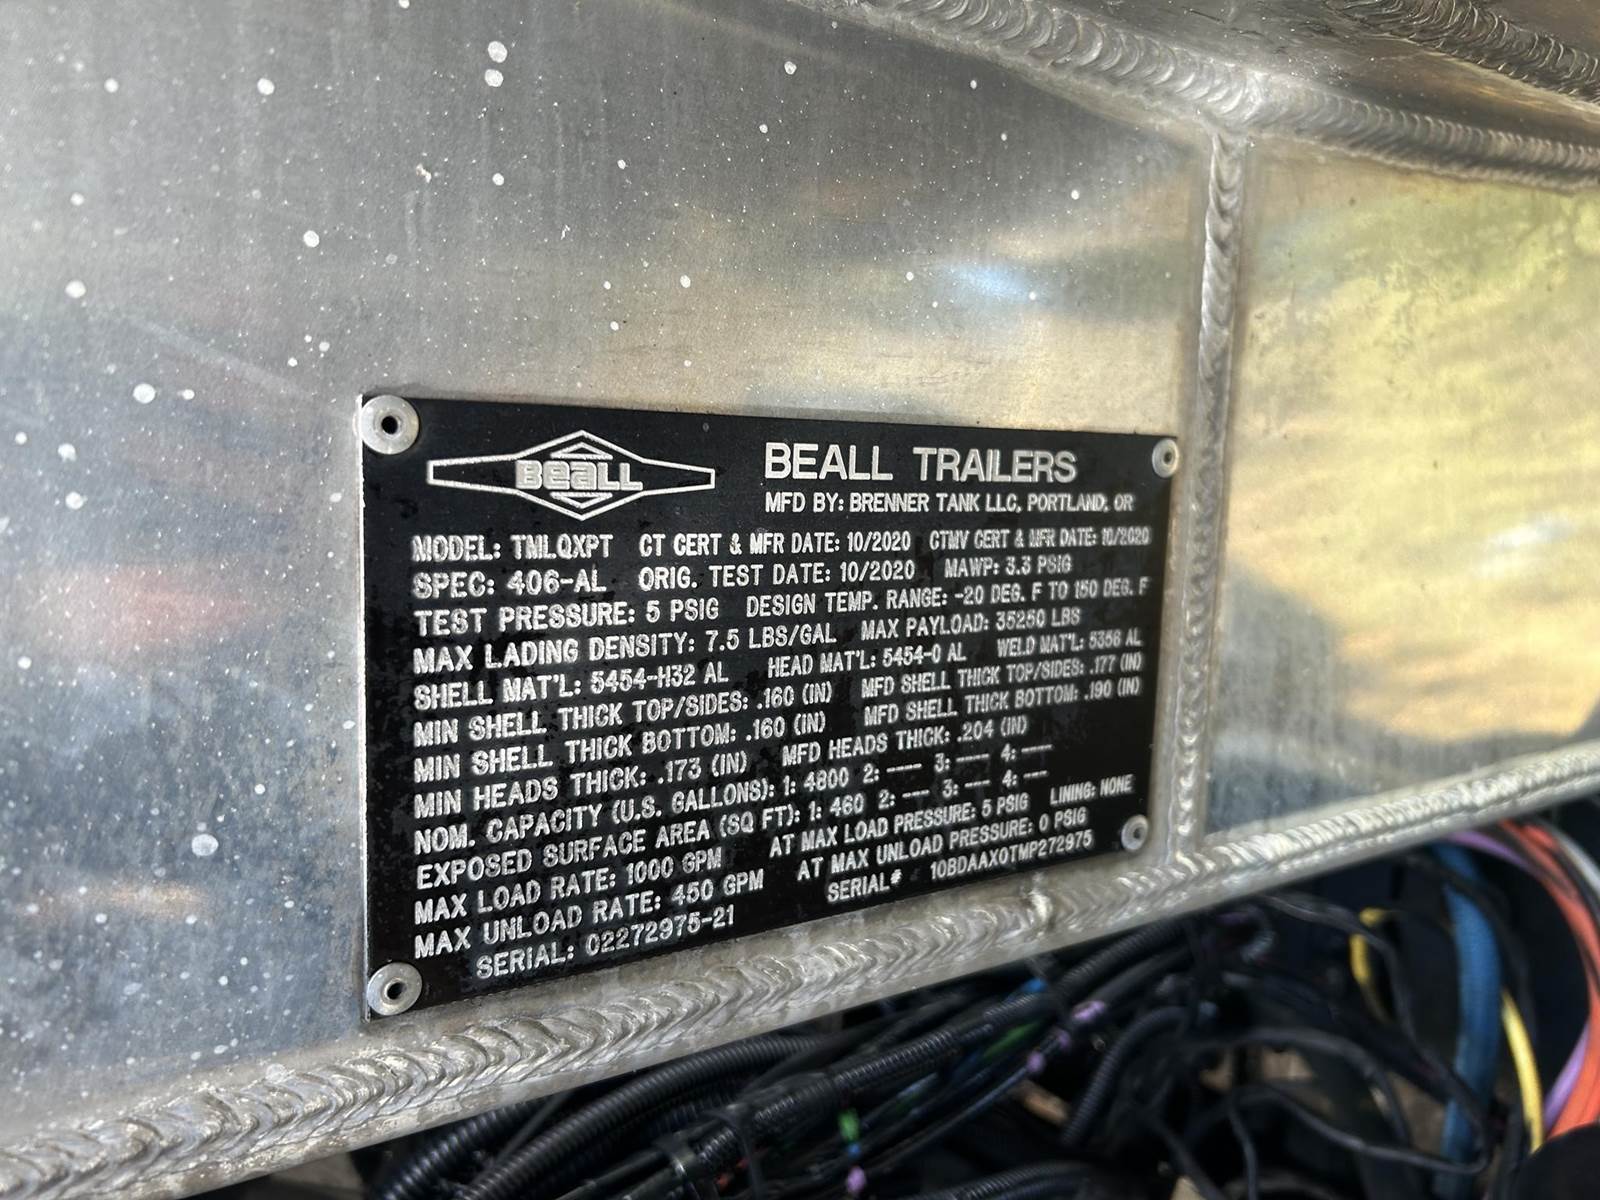 BEALL
BEALL TRAILERS
MFD BY: BRENNER TANK LLC, PORTLAND, OR
MODEL: TMLQXPT CT CERT & MFR DATE: 10/2020 CTMV CERT & MFR DATE: 10/2020
SPEC: 406-AL ORIG. TEST DATE: 10/2020 MAWP: 3.3 PSIG
TEST PRESSURE: 5 PSIG DESIGN TEMP. RANGE: -20 DEG. F TO 150 DEG. F
MAX LADING DENSITY: 7.5 LBS/GAL MAX PAYLOAD: 35250 LBS
SHELL MAT'L: 5454-H32 AL HEAD MAT'L: 5454-0 AL WELD MAT'L: 5356 AL
MIN SHELL THICK TOP/SIDES: .160 (IN) MFD SHELL THICK TOP/SIDES: .177 (IN)
MIN SHELL THICK BOTTOM: .160 (IN) MFD SHELL THICK BOTTOM: .190 (IN)
MIN HEADS THICK: .173 (IN) MFD HEADS THICK: .204 (IN)
NOM. CAPACITY (U.S. GALLONS): 1: 4800 2: ---- 3: ---- 4: ----
EXPOSED SURFACE AREA (SQ FT): 1: 460 2: --- 3: --- 4: ---
MAX LOAD RATE: 1000 GPM AT MAX LOAD PRESSURE: 5 PSIG LINING: NONE
MAX UNLOAD RATE: 450 GPM AT MAX UNLOAD PRESSURE: 0 PSIG
SERIAL: 02272975-21 SERIAL# 10BDAAX0TMP272975